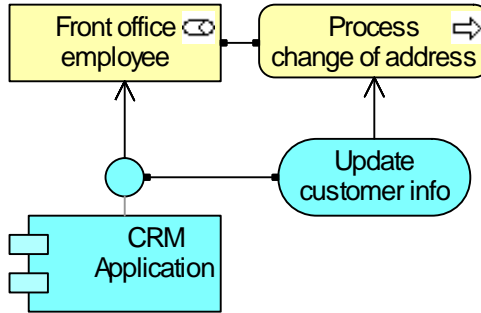 Front office
employee
Process
change of address
Update
customer info
CRM
Application